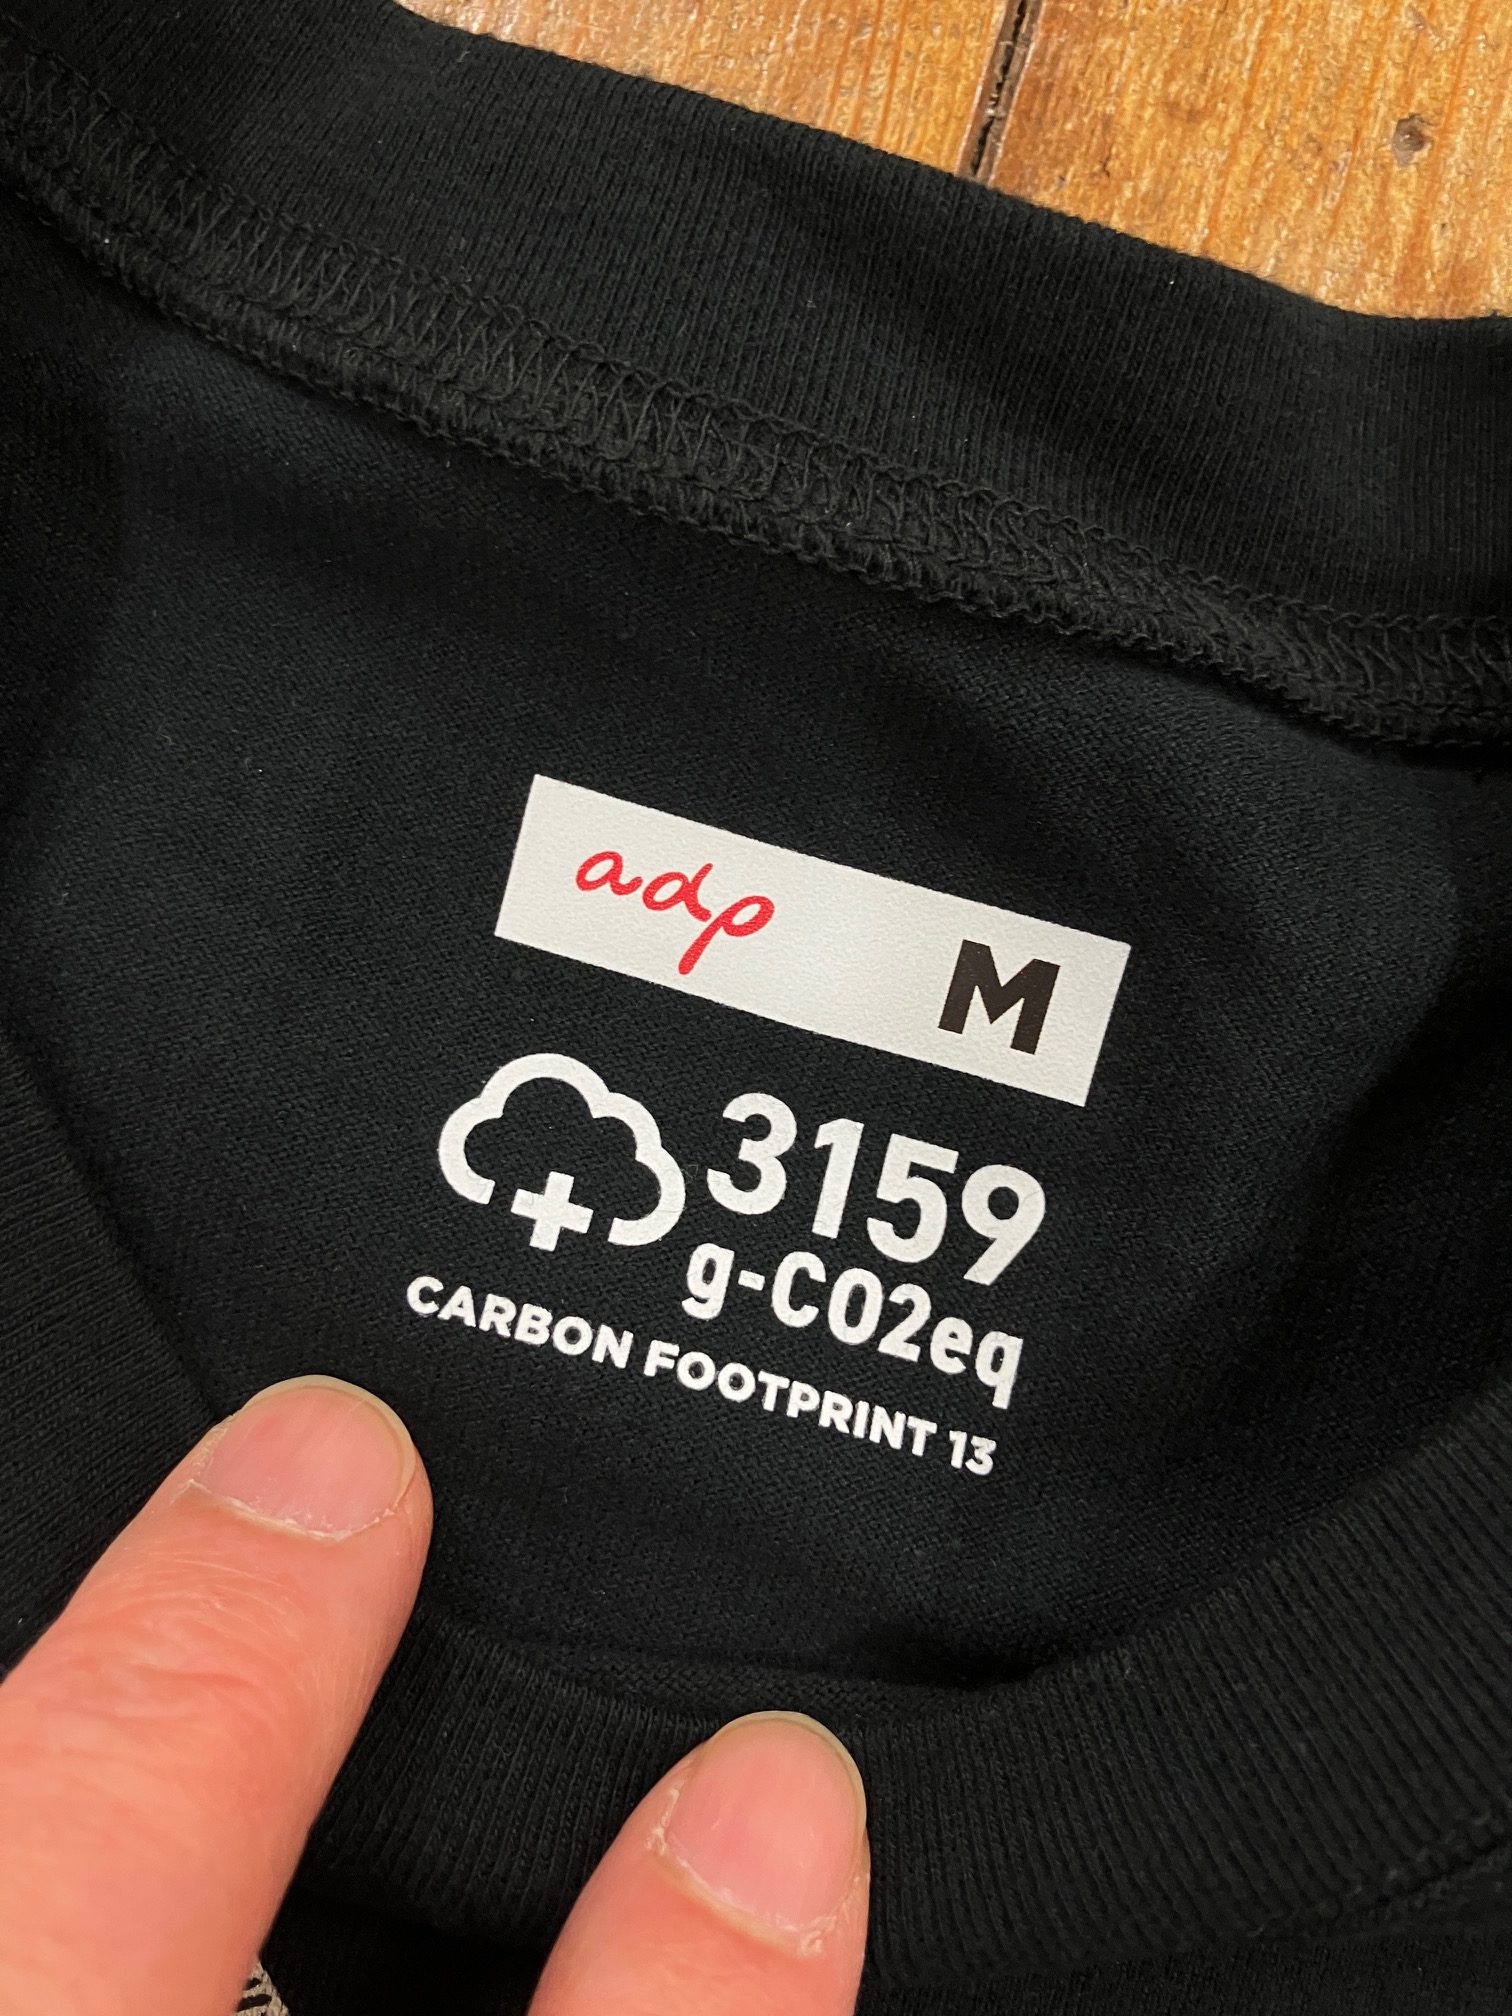 adp M
3159
g-CO2eq
CARBON FOOTPRINT 13